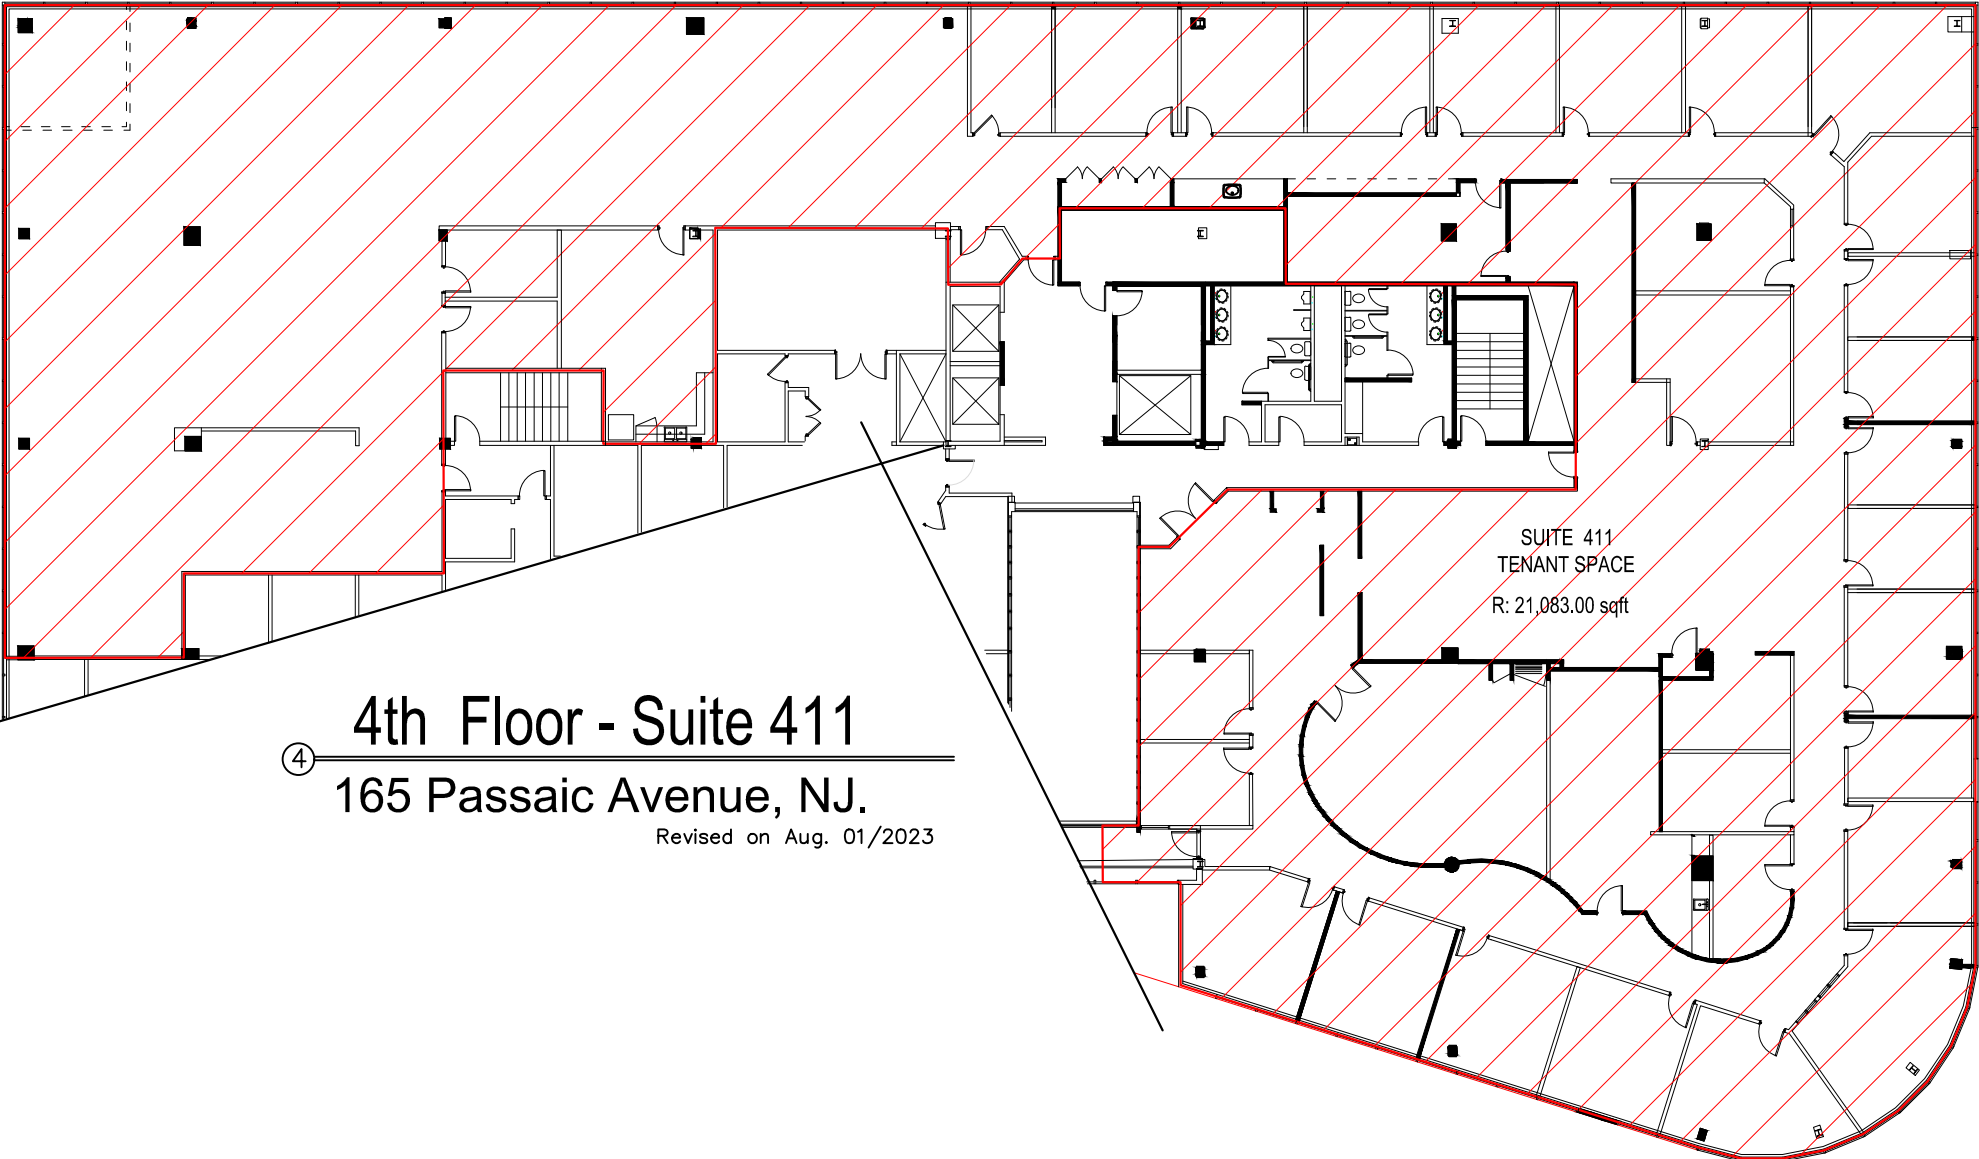 SUITE 411
TENANT SPACE
R: 21,083.00 sqft
4th Floor - Suite 411
4
165 Passaic Avenue, NJ.
Revised on Aug. 01/2023